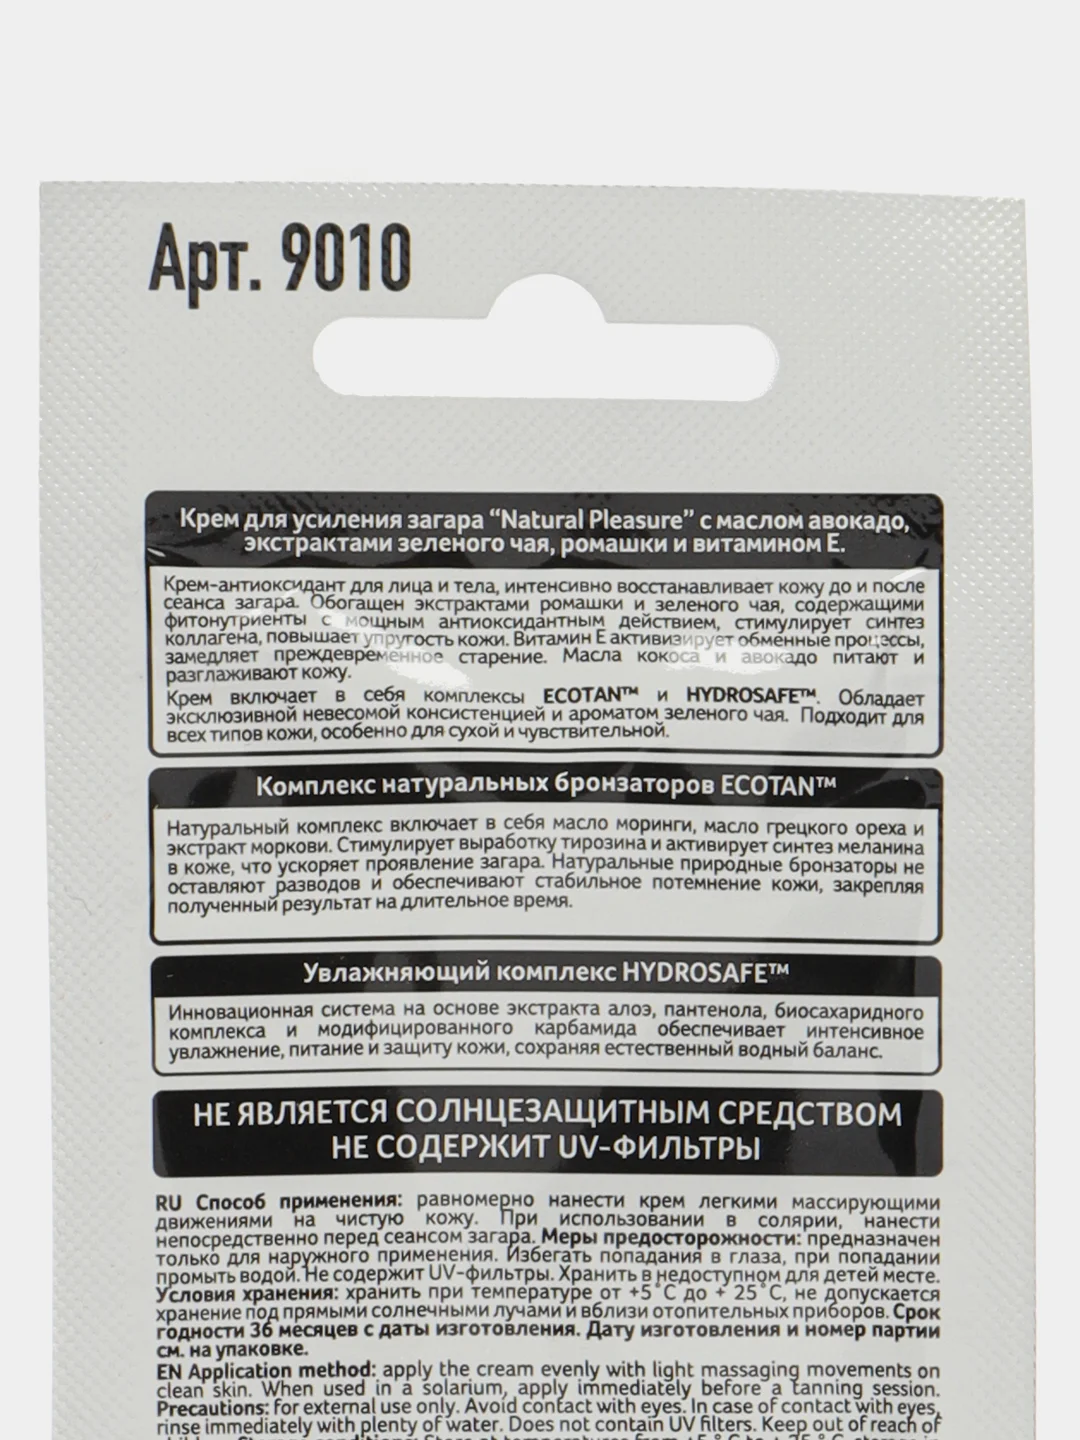 Арт. 9010
Крем для усиления загара “Natural Pleasure” с маслом авокадо,
экстрактами зеленого чая, ромашки и витамином Е.
Крем-антиоксидант для лица и тела, интенсивно восстанавливает кожу до и после
сеанса загара. Обогащен экстрактами ромашки и зеленого чая, содержащими
фитонутриенты с мощным антиоксидантным действием, стимулирует синтез
коллагена, повышает упругость кожи. Витамин Е активизирует обменные процессы,
замедляет преждевременное старение. Масла кокоса и авокадо питают и
разглаживают кожу.
Крем включает в себя комплексы ECOTAN™ и HYDROSAFE™. Обладает
эксклюзивной невесомой консистенцией и ароматом зеленого чая. Подходит для
всех типов кожи, особенно для сухой и чувствительной.
Комплекс натуральных бронзаторов ECOTAN™
Натуральный комплекс включает в себя масло моринги, масло грецкого ореха и
экстракт моркови. Стимулирует выработку тирозина и активирует синтез меланина
в коже, что ускоряет проявление загара. Натуральные природные бронзаторы не
оставляют разводов и обеспечивают стабильное потемнение кожи, закрепляя
полученный результат на длительное время.
Увлажняющий комплекс HYDROSAFE™
Инновационная система на основе экстракта алоэ, пантенола, биосахаридного
комплекса и модифицированного карбамида обеспечивает интенсивное
увлажнение, питание и защиту кожи, сохраняя естественный водный баланс.
НЕ ЯВЛЯЕТСЯ СОЛНЦЕЗАЩИТНЫМ СРЕДСТВОМ
НЕ СОДЕРЖИТ UV-ФИЛЬТРЫ
RU Способ применения: равномерно нанести крем легкими массирующими
движениями на чистую кожу. При использовании в солярии, нанести
непосредственно перед сеансом загара. Меры предосторожности: предназначен
только для наружного применения. Избегать попадания в глаза, при попадании
промыть водой. Не содержит UV-фильтры. Хранить в недоступном для детей месте.
Условия хранения: хранить при температуре от +5˚С до + 25˚С, не допускается
хранение под прямыми солнечными лучами и вблизи отопительных приборов. Срок
годности 36 месяцев с даты изготовления. Дату изготовления и номер партии
см. на упаковке.
EN Application method: apply the cream evenly with light massaging movements on
clean skin. When used in a solarium, apply immediately before a tanning session.
Precautions: for external use only. Avoid contact with eyes. In case of contact with eyes,
rinse immediately with plenty of water. Does not contain UV filters. Keep out of reach of